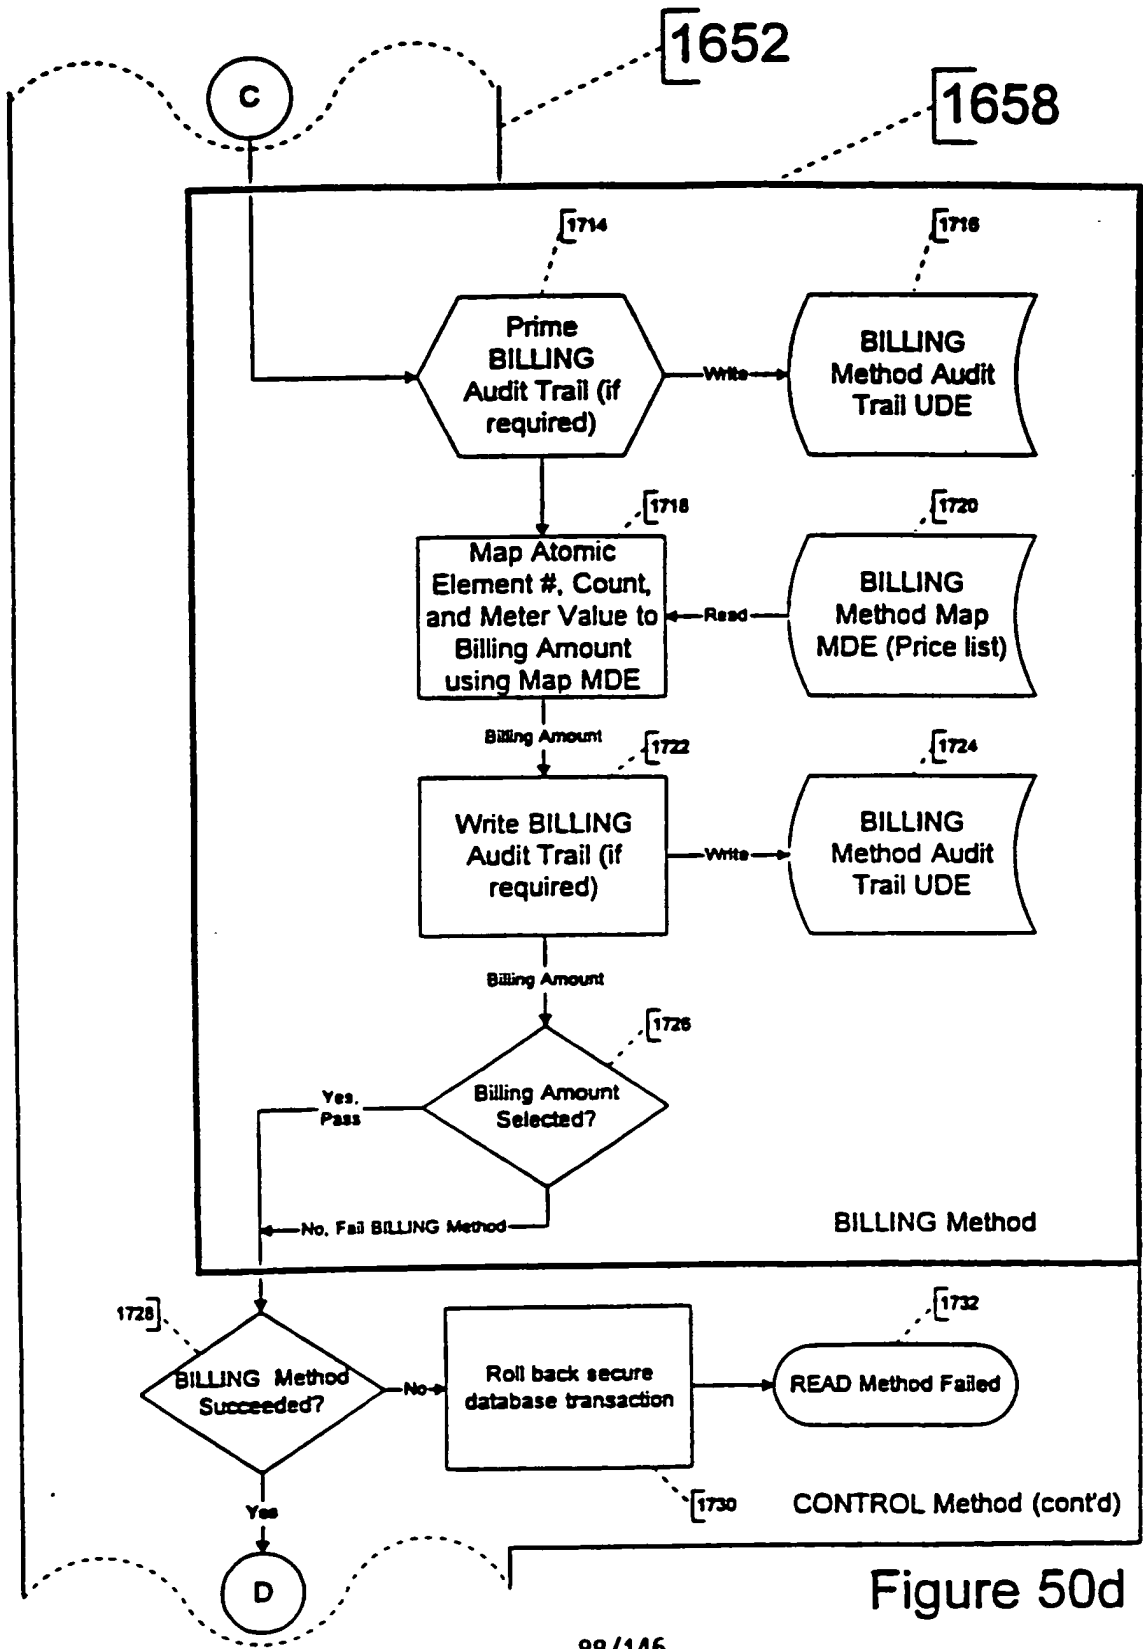 1652
1658
C
1714
1716
Prime
BILLING
Audit Trail (if
required)
Write
BILLING
Method Audit
Trail UDE
1718
1720
Map Atomic
Element #, Count,
and Meter Value to
Billing Amount
using Map MDE
Read
BILLING
Method Map
MDE (Price list)
Billing Amount
1722
1724
Write BILLING
Audit Trail (if
required)
Write
BILLING
Method Audit
Trail UDE
Billing Amount
1726
Billing Amount
Selected?
Yes,
Pass
No, Fail BILLING Method
BILLING Method
1728
1732
BILLING Method
Succeeded?
No
Roll back secure
database transaction
READ Method Failed
1730
CONTROL Method (cont'd)
Yes
D
Figure 50d
88/146